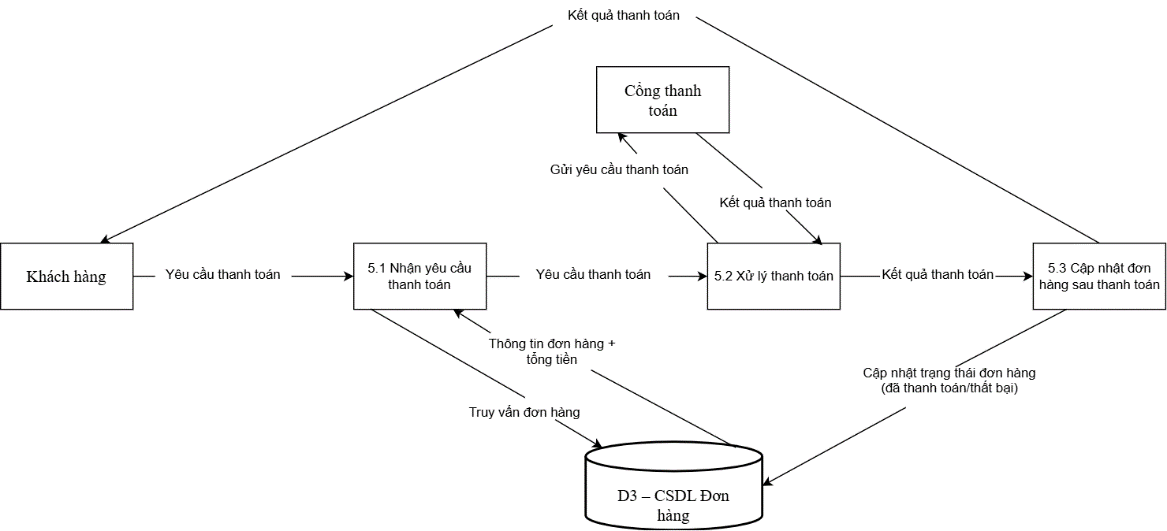 Kết quả thanh toán
Cổng thanh
toán
Gửi yêu cầu thanh toán
Kết quả thanh toán
Khách hàng
Yêu cầu thanh toán
5.1 Nhận yêu cầu
thanh toán
Yêu cầu thanh toán
5.2 Xử lý thanh toán
Kết quả thanh toán
5.3 Cập nhật đơn
hàng sau thanh toán
Thông tin đơn hàng +
tổng tiền
Cập nhật trạng thái đơn hàng
(đã thanh toán/thất bại)
Truy vấn đơn hàng
D3 – CSDL Đơn
hàng